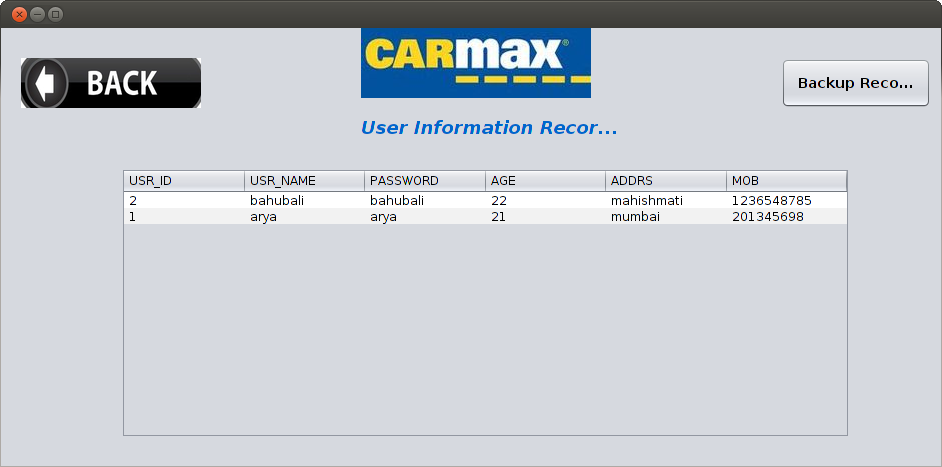 CARmax®
BACK
Backup Reco...
User Information Recor...
USR_ID USR_NAME PASSWORD AGE ADDRS MOB
2 bahubali bahubali 22 mahishmati 1236548785
1 arya arya 21 mumbai 201345698